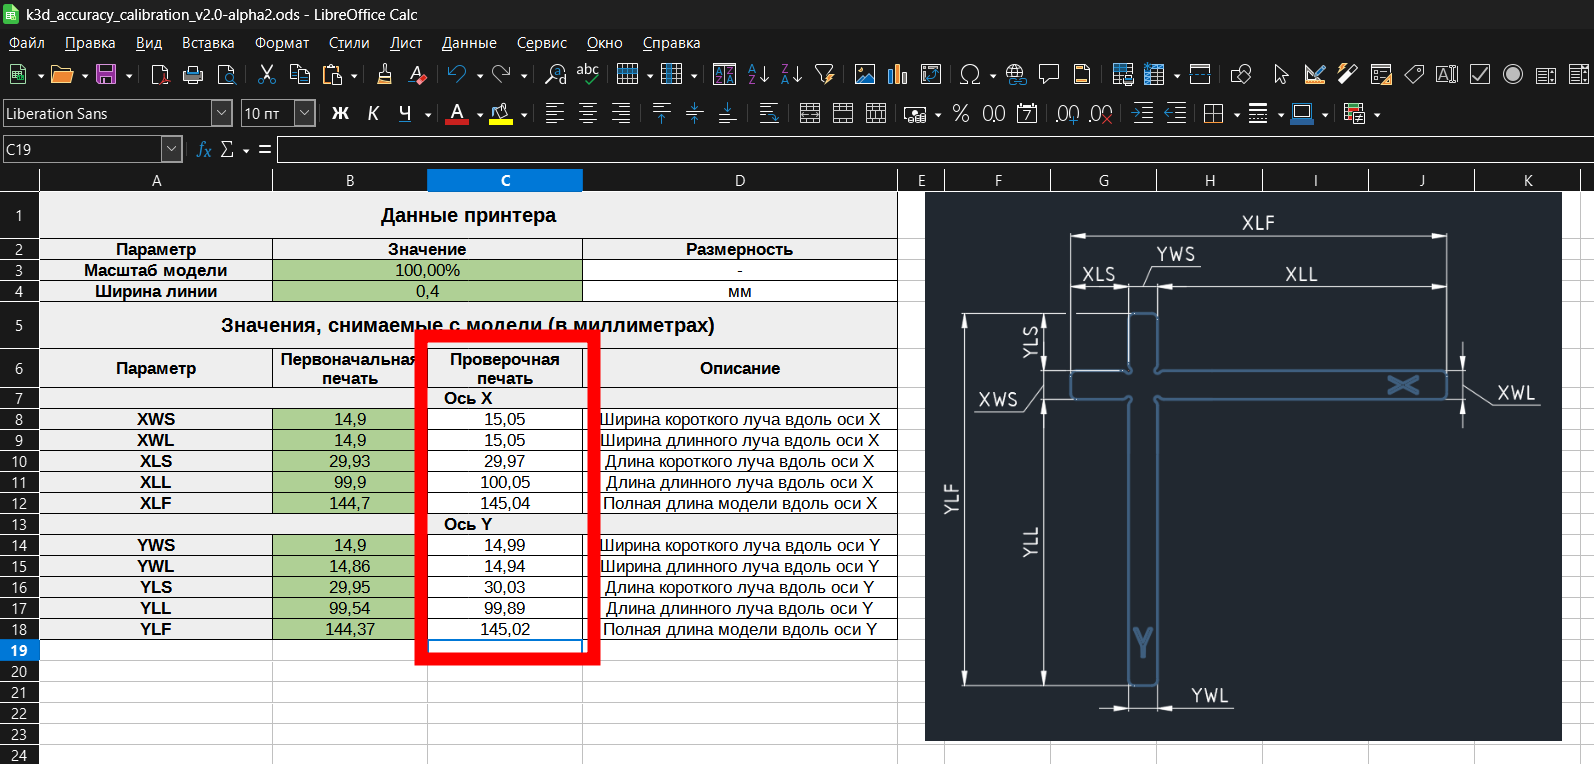 k3d_accuracy_calibration_v2.0-alpha2.ods - LibreOffice Calc
Файл Правка Вид Вставка Формат Стили Лист Данные Сервис Окно Справка
Liberation Sans 10 пт Ж К Ч
C19
A B C D E F G H I J K
1 Данные принтера
2 Параметр Значение Размерность
3 Масштаб модели 100,00% -
4 Ширина линии 0,4 мм
5 Значения, снимаемые с модели (в миллиметрах)
6 Параметр Первоначальная печать Проверочная печать Описание
7 Ось X
8 XWS 14,9 15,05 Ширина короткого луча вдоль оси X
9 XWL 14,9 15,05 Ширина длинного луча вдоль оси X
10 XLS 29,93 29,97 Длина короткого луча вдоль оси X
11 XLL 99,9 100,05 Длина длинного луча вдоль оси X
12 XLF 144,7 145,04 Полная длина модели вдоль оси X
13 Ось Y
14 YWS 14,9 14,99 Ширина короткого луча вдоль оси Y
15 YWL 14,86 14,94 Ширина длинного луча вдоль оси Y
16 YLS 29,95 30,03 Длина короткого луча вдоль оси Y
17 YLL 99,54 99,89 Длина длинного луча вдоль оси Y
18 YLF 144,37 145,02 Полная длина модели вдоль оси Y
19
20
21
22
23
24
XLF
YWS
XLS XLL
YLS
XWS X XWL
YLF
YLL
Y
YWL